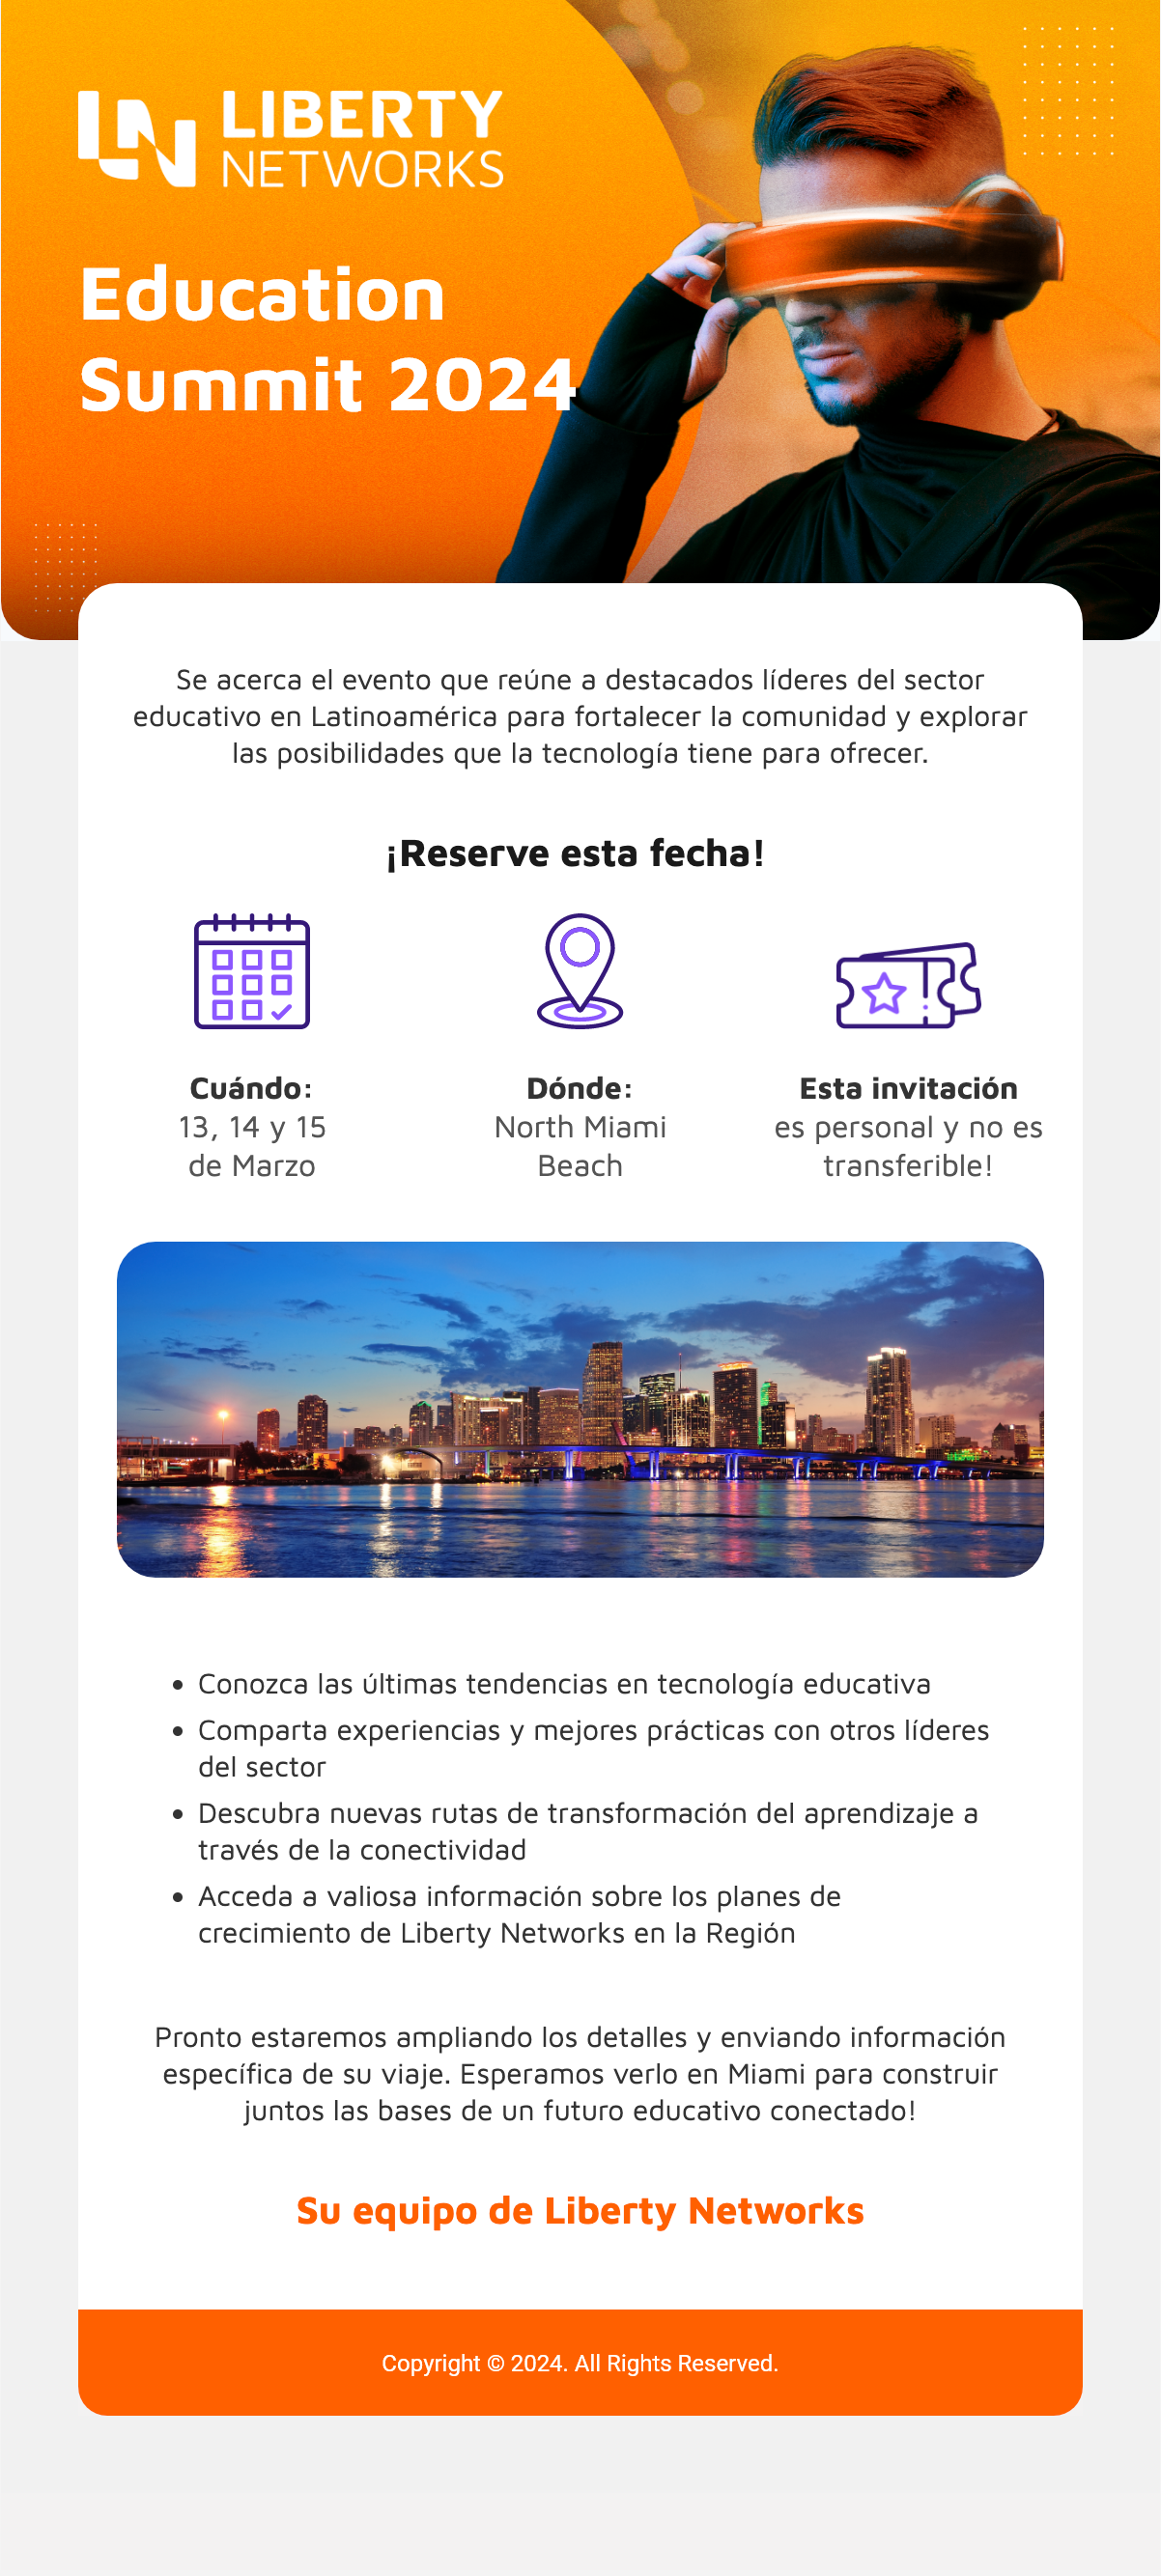 LIBERTY
NETWORKS
Education
Summit 2024
Se acerca el evento que reúne a destacados líderes del sector
educativo en Latinoamérica para fortalecer la comunidad y explorar
las posibilidades que la tecnología tiene para ofrecer.
¡Reserve esta fecha!
Cuándo:
13, 14 y 15
de Marzo
Dónde:
North Miami
Beach
Esta invitación
es personal y no es
transferible!
• Conozca las últimas tendencias en tecnología educativa
• Comparta experiencias y mejores prácticas con otros líderes
del sector
• Descubra nuevas rutas de transformación del aprendizaje a
través de la conectividad
• Acceda a valiosa información sobre los planes de
crecimiento de Liberty Networks en la Región
Pronto estaremos ampliando los detalles y enviando información
específica de su viaje. Esperamos verlo en Miami para construir
juntos las bases de un futuro educativo conectado!
Su equipo de Liberty Networks
Copyright © 2024. All Rights Reserved.